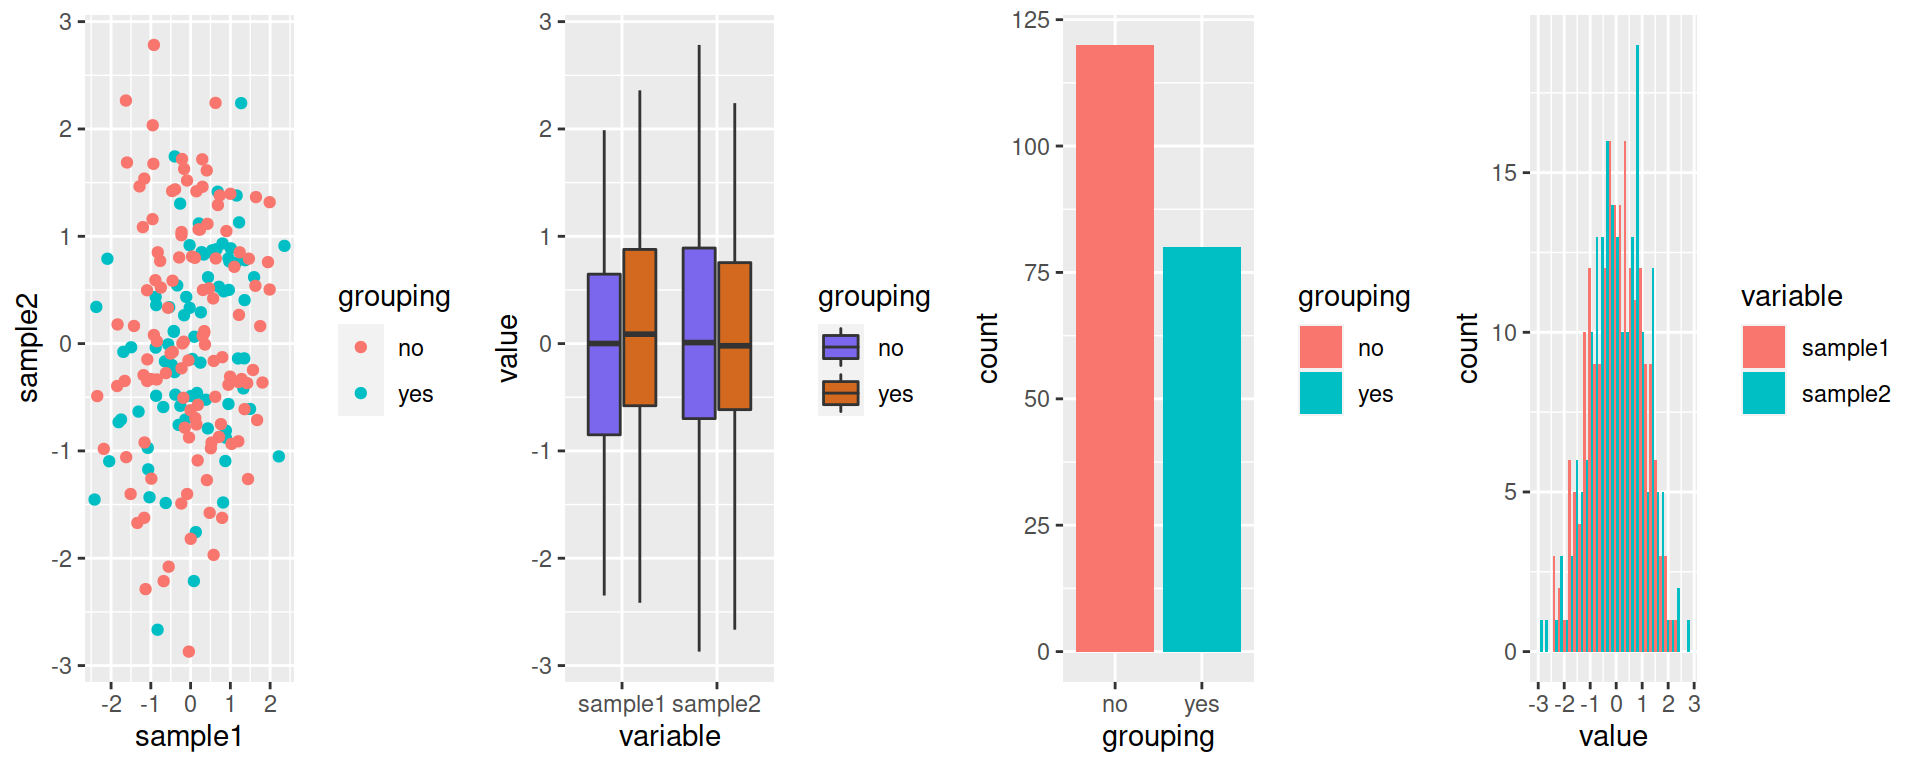 3
2
1
0
-1
-2
-3
sample2
-2 -1 0 1 2
sample1
grouping
no
yes
3
2
1
0
-1
-2
-3
value
sample1 sample2
variable
grouping
no
yes
125
100
75
50
25
0
count
no yes
grouping
grouping
no
yes
15
10
5
0
count
-3 -2 -1 0 1 2 3
value
variable
sample1
sample2